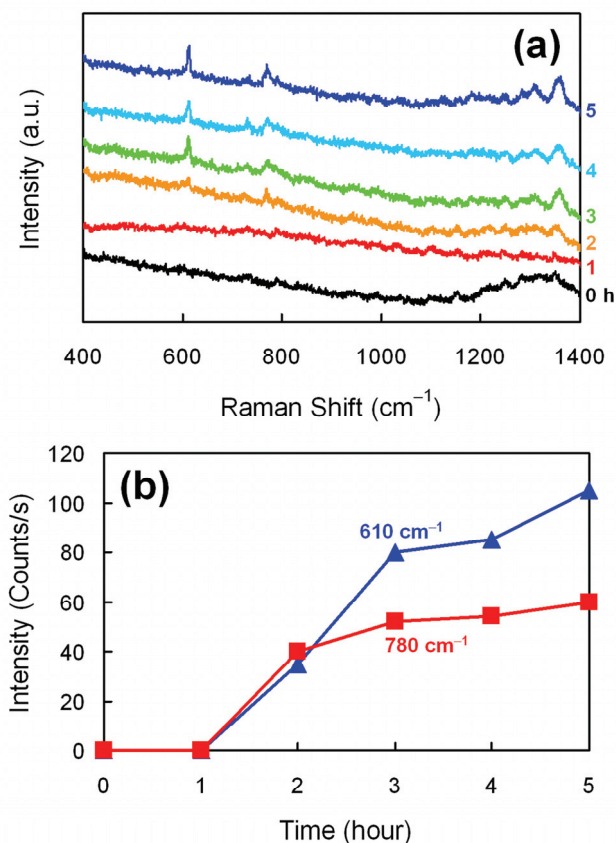 (a)
Intensity (a.u.)
5
4
3
2
1
0 h
400 600 800 1000 1200 1400
Raman Shift (cm⁻¹)
(b)
Intensity (Counts/s)
120
100
80
60
40
20
0
610 cm⁻¹
780 cm⁻¹
0 1 2 3 4 5
Time (hour)